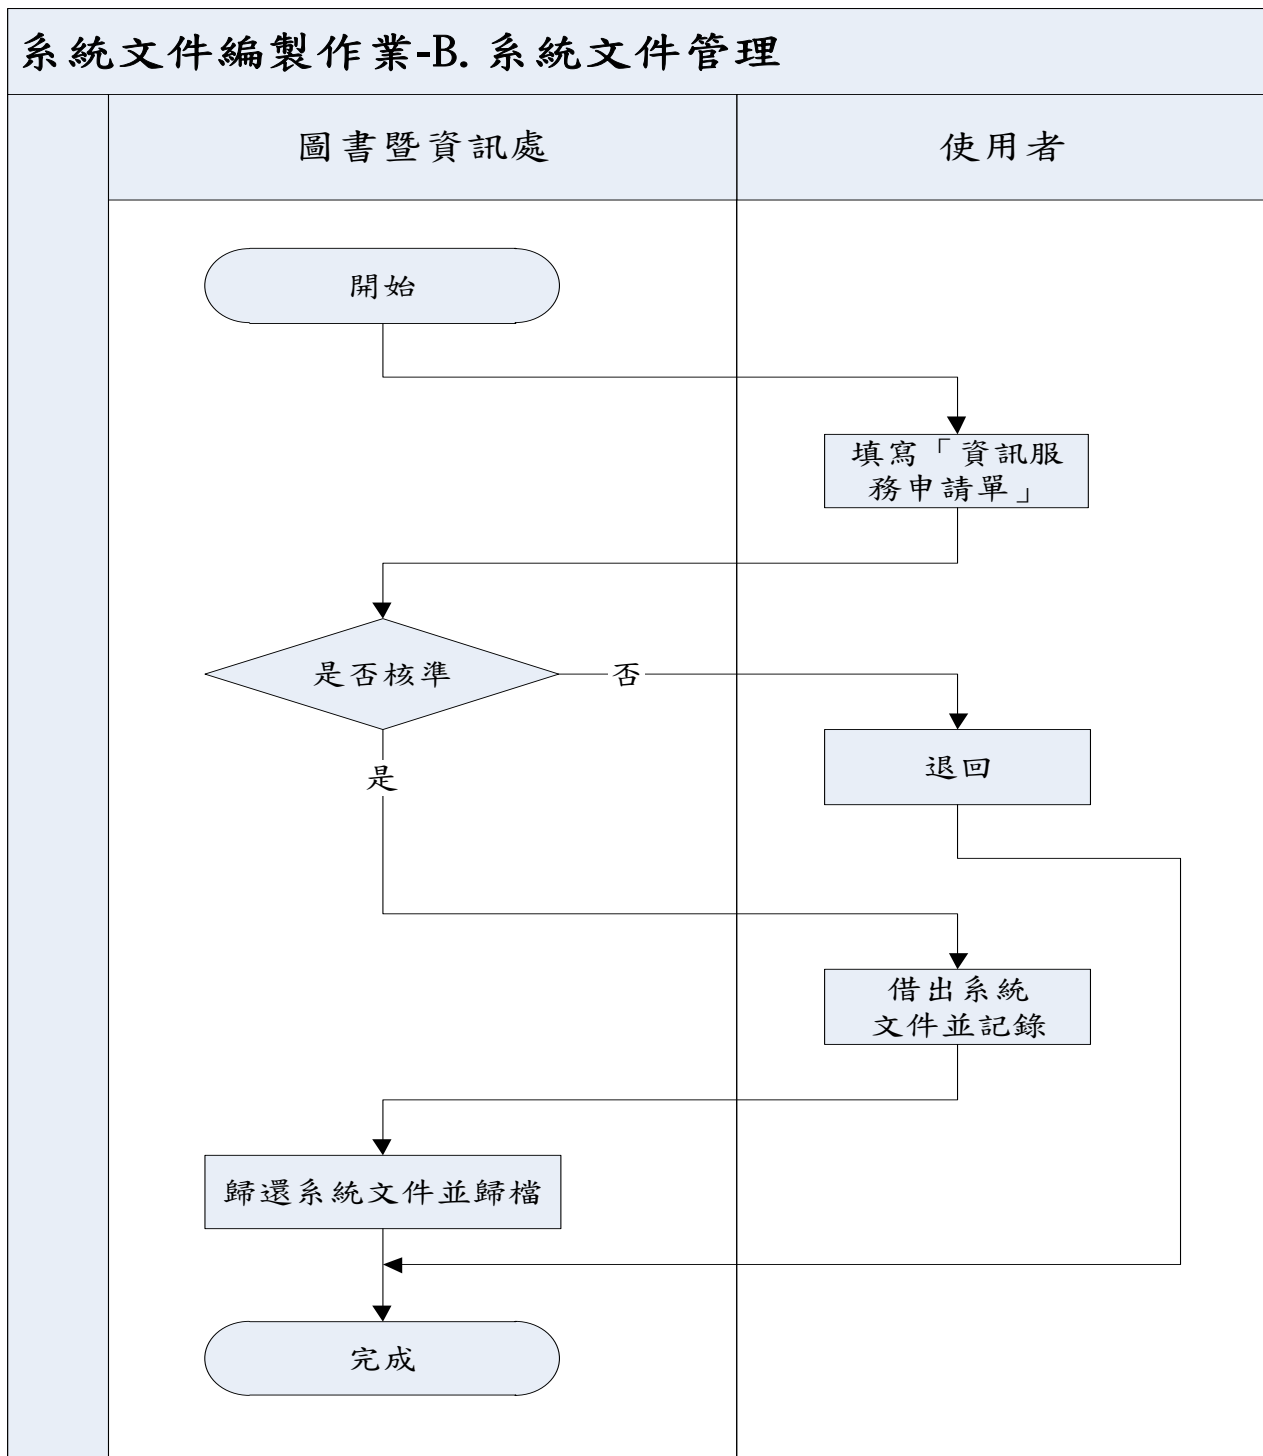 系統文件編製作業-B. 系統文件管理
圖書暨資訊處
使用者
開始
填寫「資訊服
務申請單」
是否核準
否
退回
是
借出系統
文件並記錄
歸還系統文件並歸檔
完成